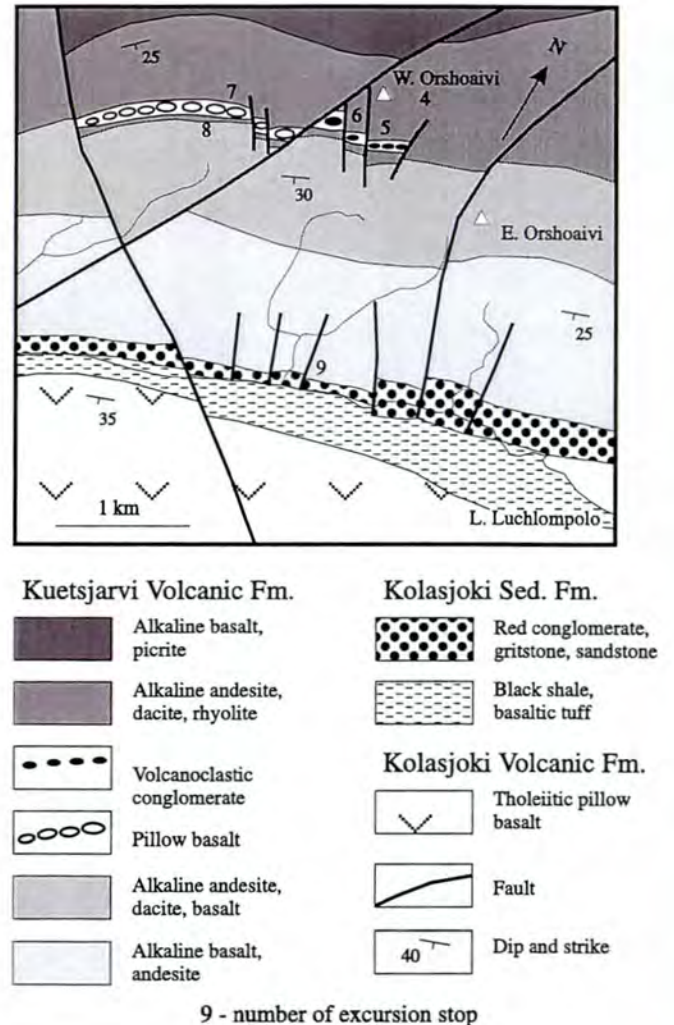 N
25
W. Orshoaivi
7
4
6
5
8
30
E. Orshoaivi
25
9
35
1 km
L. Luchlompolo
Kuetsjarvi Volcanic Fm.
Alkaline basalt,
picrite
Alkaline andesite,
dacite, rhyolite
Volcanoclastic
conglomerate
Pillow basalt
Alkaline andesite,
dacite, basalt
Alkaline basalt,
andesite
Kolasjoki Sed. Fm.
Red conglomerate,
gritstone, sandstone
Black shale,
basaltic tuff
Kolasjoki Volcanic Fm.
Tholeiitic pillow
basalt
Fault
40
Dip and strike
9 - number of excursion stop